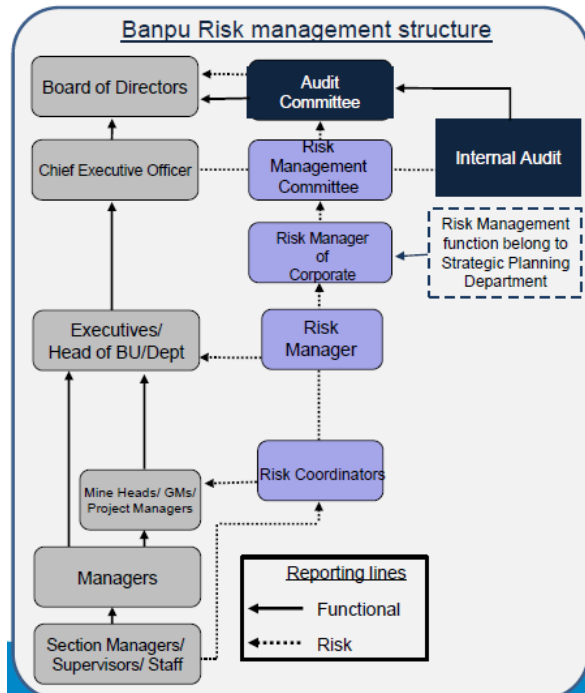 Banpu Risk management structure
Board of Directors
Audit
Committee
Chief Executive Officer
Risk
Management
Committee
Internal Audit
Risk Manager
of
Corporate
Risk Management
function belong to
Strategic Planning
Department
Executives/
Head of BU/Dept
Risk
Manager
Mine Heads/ GMs/
Project Managers
Risk Coordinators
Managers
Section Managers/
Supervisors/ Staff
Reporting lines
Functional
Risk